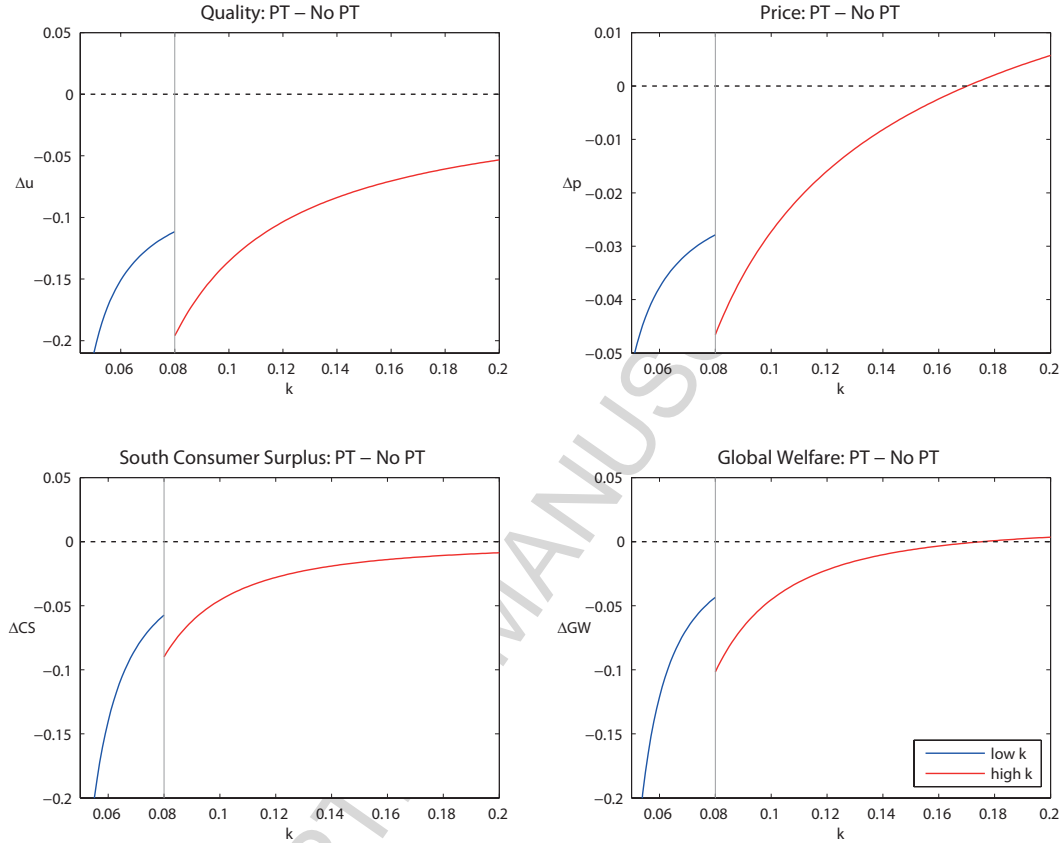 Quality: PT − No PT
0.05
0
−0.05
−0.1
−0.15
−0.2
Δu
0.06 0.08 0.1 0.12 0.14 0.16 0.18 0.2
k
Price: PT − No PT
0.01
0
−0.01
−0.02
−0.03
−0.04
−0.05
Δp
0.06 0.08 0.1 0.12 0.14 0.16 0.18 0.2
k
South Consumer Surplus: PT − No PT
0.05
0
−0.05
−0.1
−0.15
−0.2
ΔCS
0.06 0.08 0.1 0.12 0.14 0.16 0.18 0.2
k
Global Welfare: PT − No PT
0.05
0
−0.05
−0.1
−0.15
−0.2
ΔGW
0.06 0.08 0.1 0.12 0.14 0.16 0.18 0.2
k
low k
high k
PT MANUSC